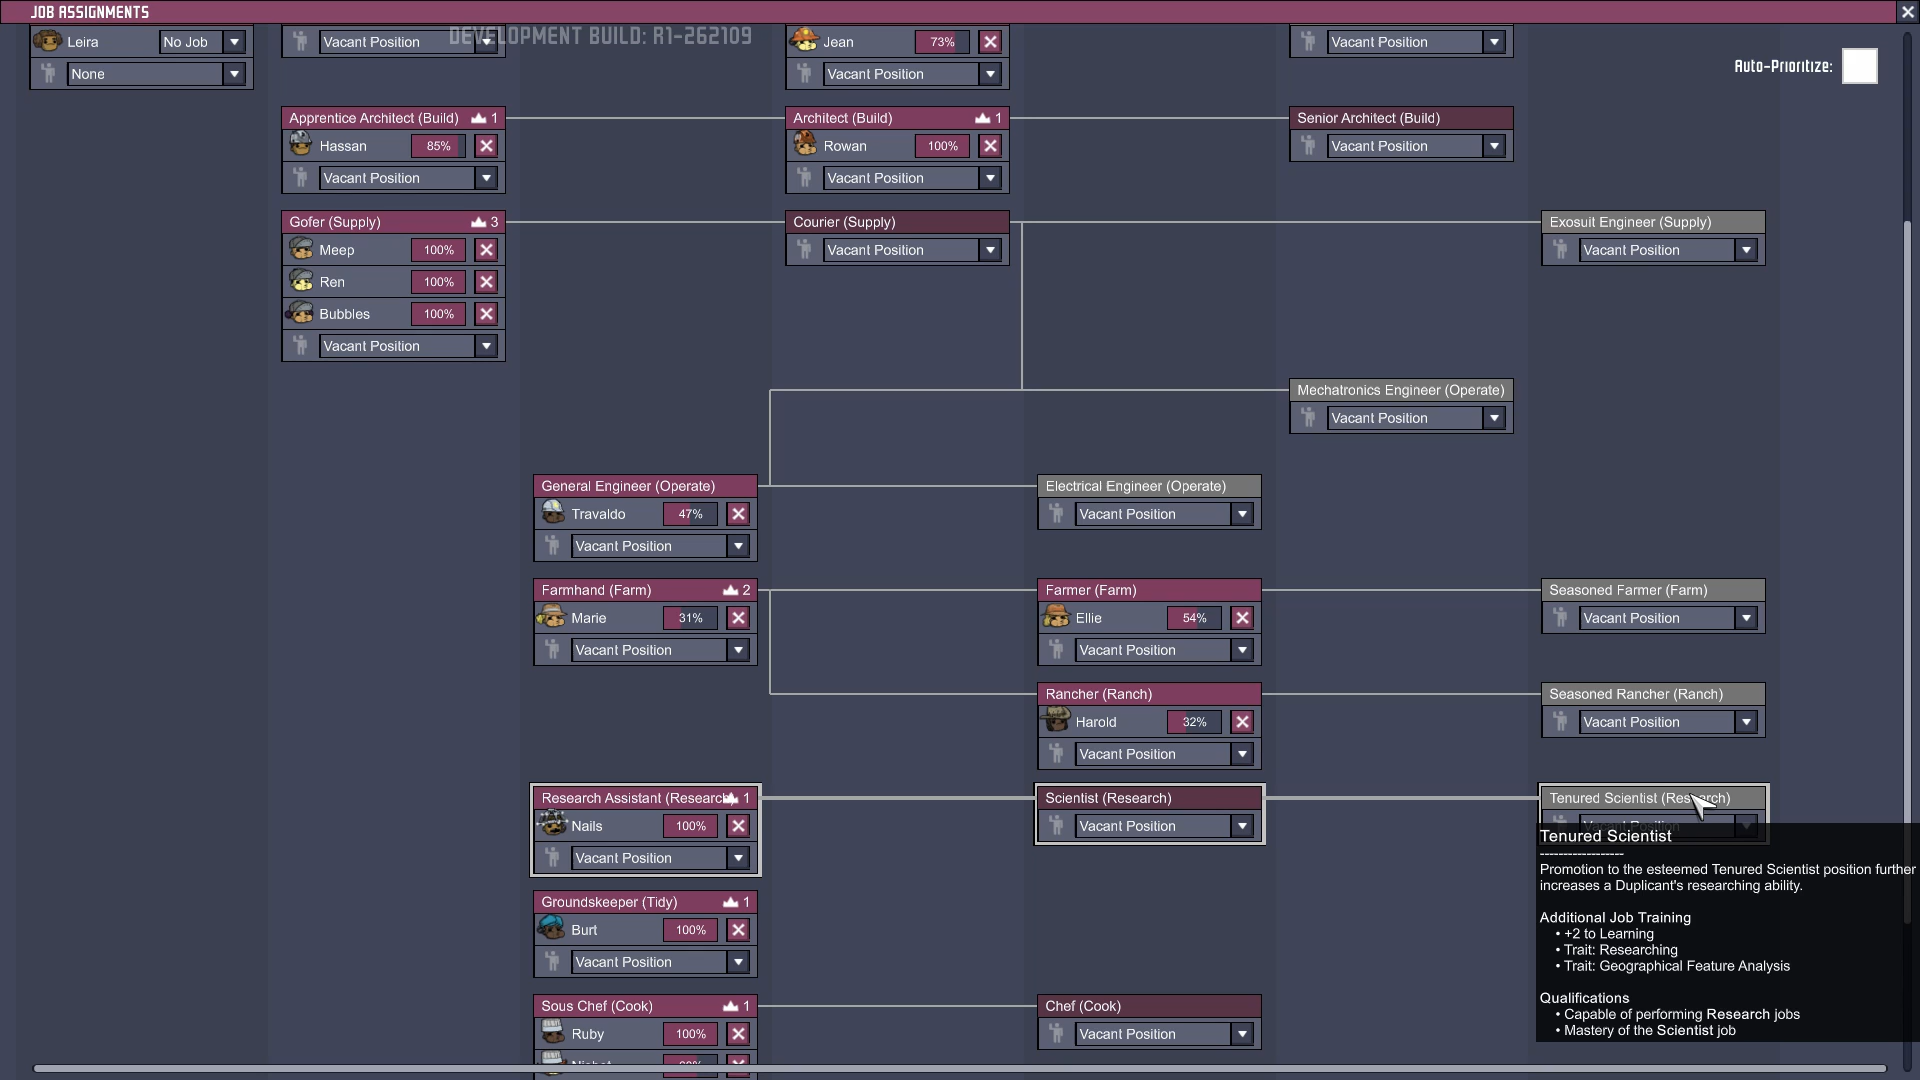 JOB ASSIGNMENTS
DEVELOPMENT BUILD: R1-262109
Leira No Job
None
Vacant Position
Jean 73%
Vacant Position
Vacant Position
Auto-Prioritize:
Apprentice Architect (Build) 1
Hassan 85%
Vacant Position
Architect (Build) 1
Rowan 100%
Vacant Position
Senior Architect (Build)
Vacant Position
Gofer (Supply) 3
Meep 100%
Ren 100%
Bubbles 100%
Vacant Position
Courier (Supply)
Vacant Position
Exosuit Engineer (Supply)
Vacant Position
Mechatronics Engineer (Operate)
Vacant Position
General Engineer (Operate)
Travaldo 47%
Vacant Position
Electrical Engineer (Operate)
Vacant Position
Farmhand (Farm) 2
Marie 31%
Vacant Position
Farmer (Farm)
Ellie 54%
Vacant Position
Seasoned Farmer (Farm)
Vacant Position
Rancher (Ranch)
Harold 32%
Vacant Position
Seasoned Rancher (Ranch)
Vacant Position
Research Assistant (Research 1
Nails 100%
Vacant Position
Scientist (Research)
Vacant Position
Tenured Scientist (Research)
Vacant Position
Tenured Scientist
------------------
Promotion to the esteemed Tenured Scientist position further
increases a Duplicant's researching ability.
Additional Job Training
• +2 to Learning
• Trait: Researching
• Trait: Geographical Feature Analysis
Qualifications
• Capable of performing Research jobs
• Mastery of the Scientist job
Groundskeeper (Tidy) 1
Burt 100%
Vacant Position
Sous Chef (Cook) 1
Ruby 100%
Chef (Cook)
Vacant Position